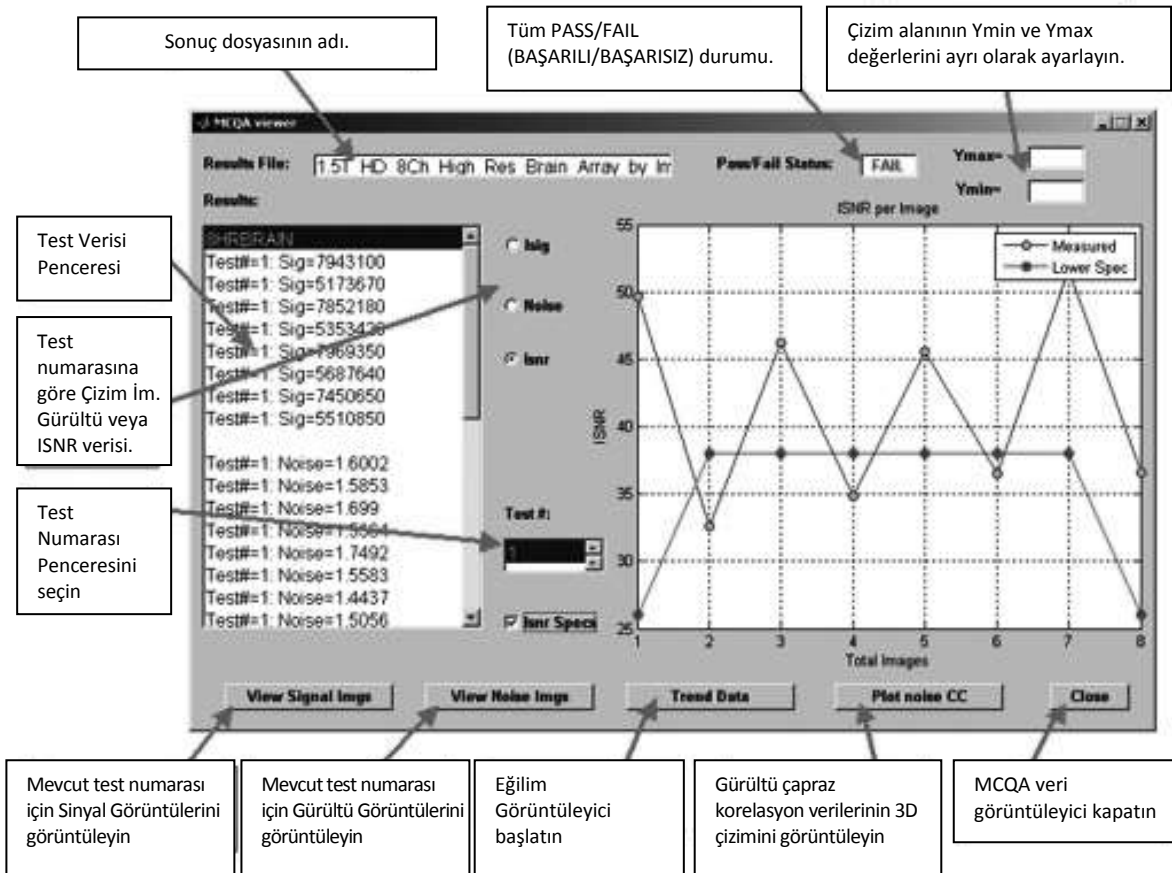 Sonuç dosyasının adı.
Tüm PASS/FAIL
(BAŞARILI/BAŞARISIZ) durumu.
Çizim alanının Ymin ve Ymax
değerlerini ayrı olarak ayarlayın.
MCQA viewer
Results File:
1.5T HD 8Ch High Res Brain Array by Im
Pass/Fail Status:
FAIL
Ymax=
Ymin=
Results:
Test Verisi
Penceresi
Test
numarasına
göre Çizim İm.
Gürültü veya
ISNR verisi.
Test
Numarası
Penceresini
seçin
8HRBRAIN
Test#=1: Sig=7943100
Test#=1: Sig=5173670
Test#=1: Sig=7852180
Test#=1: Sig=5353420
Test#=1: Sig=7969350
Test#=1: Sig=5687640
Test#=1: Sig=7450650
Test#=1: Sig=5510850
Test#=1: Noise=1.6002
Test#=1: Noise=1.5853
Test#=1: Noise=1.699
Test#=1:
Test#=1: Noise=1.7492
Test#=1: Noise=1.5583
Test#=1: Noise=1.4437
Test#=1: Noise=1.5056
Isig
Noise
Isnr
Test #:
1
Isnr Specs
ISNR per Image
Measured
Lower Spec
55
50
45
40
35
30
25
ISNR
1 2 3 4 5 6 7 8
Total Images
View Signal Imgs
View Noise Imgs
Trend Data
Plot noise CC
Close
Mevcut test numarası
için Sinyal Görüntülerini
görüntüleyin
Mevcut test numarası
için Gürültü Görüntülerini
görüntüleyin
Eğilim
Görüntüleyici
başlatın
Gürültü çapraz
korelasyon verilerinin 3D
çizimini görüntüleyin
MCQA veri
görüntüleyici kapatın